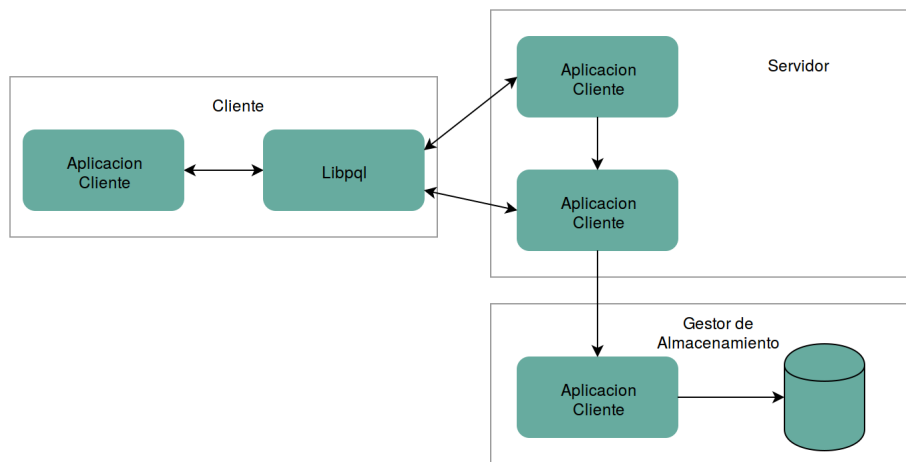 Cliente
Aplicacion
Cliente
Libpql
Servidor
Aplicacion
Cliente
Aplicacion
Cliente
Gestor de
Almacenamiento
Aplicacion
Cliente